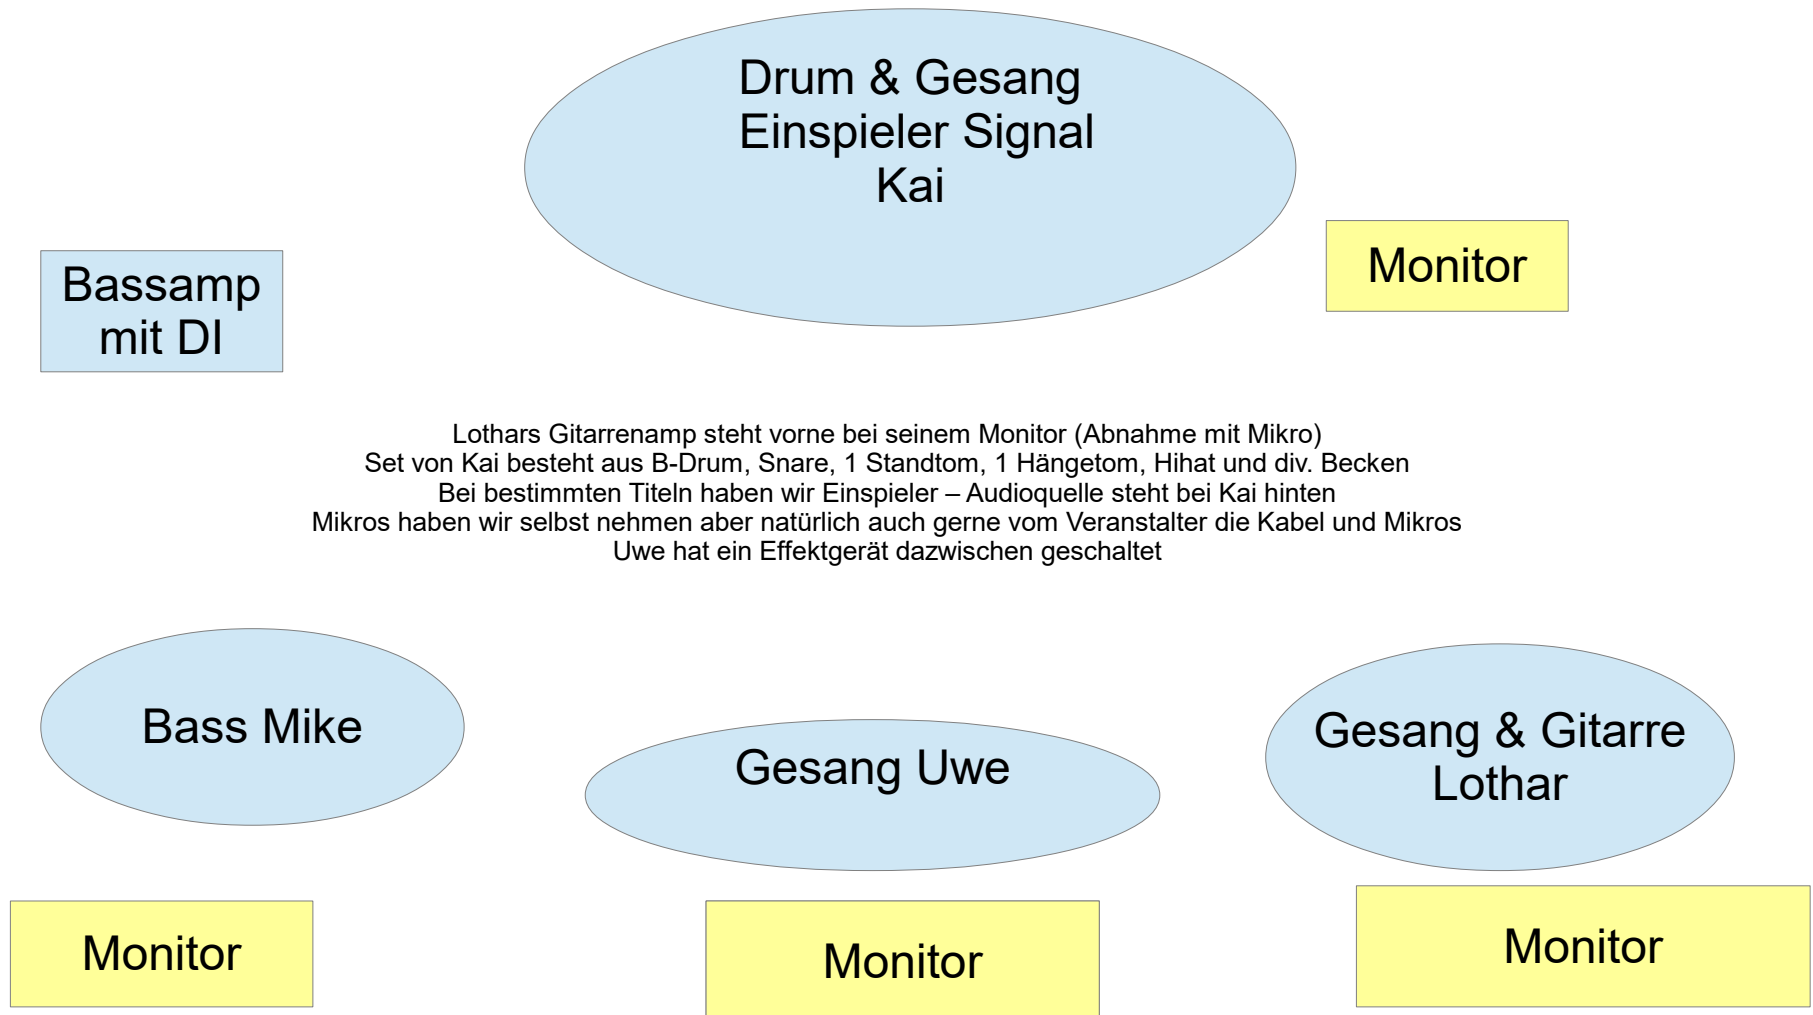 Drum & Gesang
Einspieler Signal
Kai
Monitor
Bassamp
mit DI
Lothars Gitarrenamp steht vorne bei seinem Monitor (Abnahme mit Mikro)
Set von Kai besteht aus B-Drum, Snare, 1 Standtom, 1 Hängetom, Hihat und div. Becken
Bei bestimmten Titeln haben wir Einspieler – Audioquelle steht bei Kai hinten
Mikros haben wir selbst nehmen aber natürlich auch gerne vom Veranstalter die Kabel und Mikros
Uwe hat ein Effektgerät dazwischen geschaltet
Bass Mike
Gesang Uwe
Gesang & Gitarre
Lothar
Monitor
Monitor
Monitor